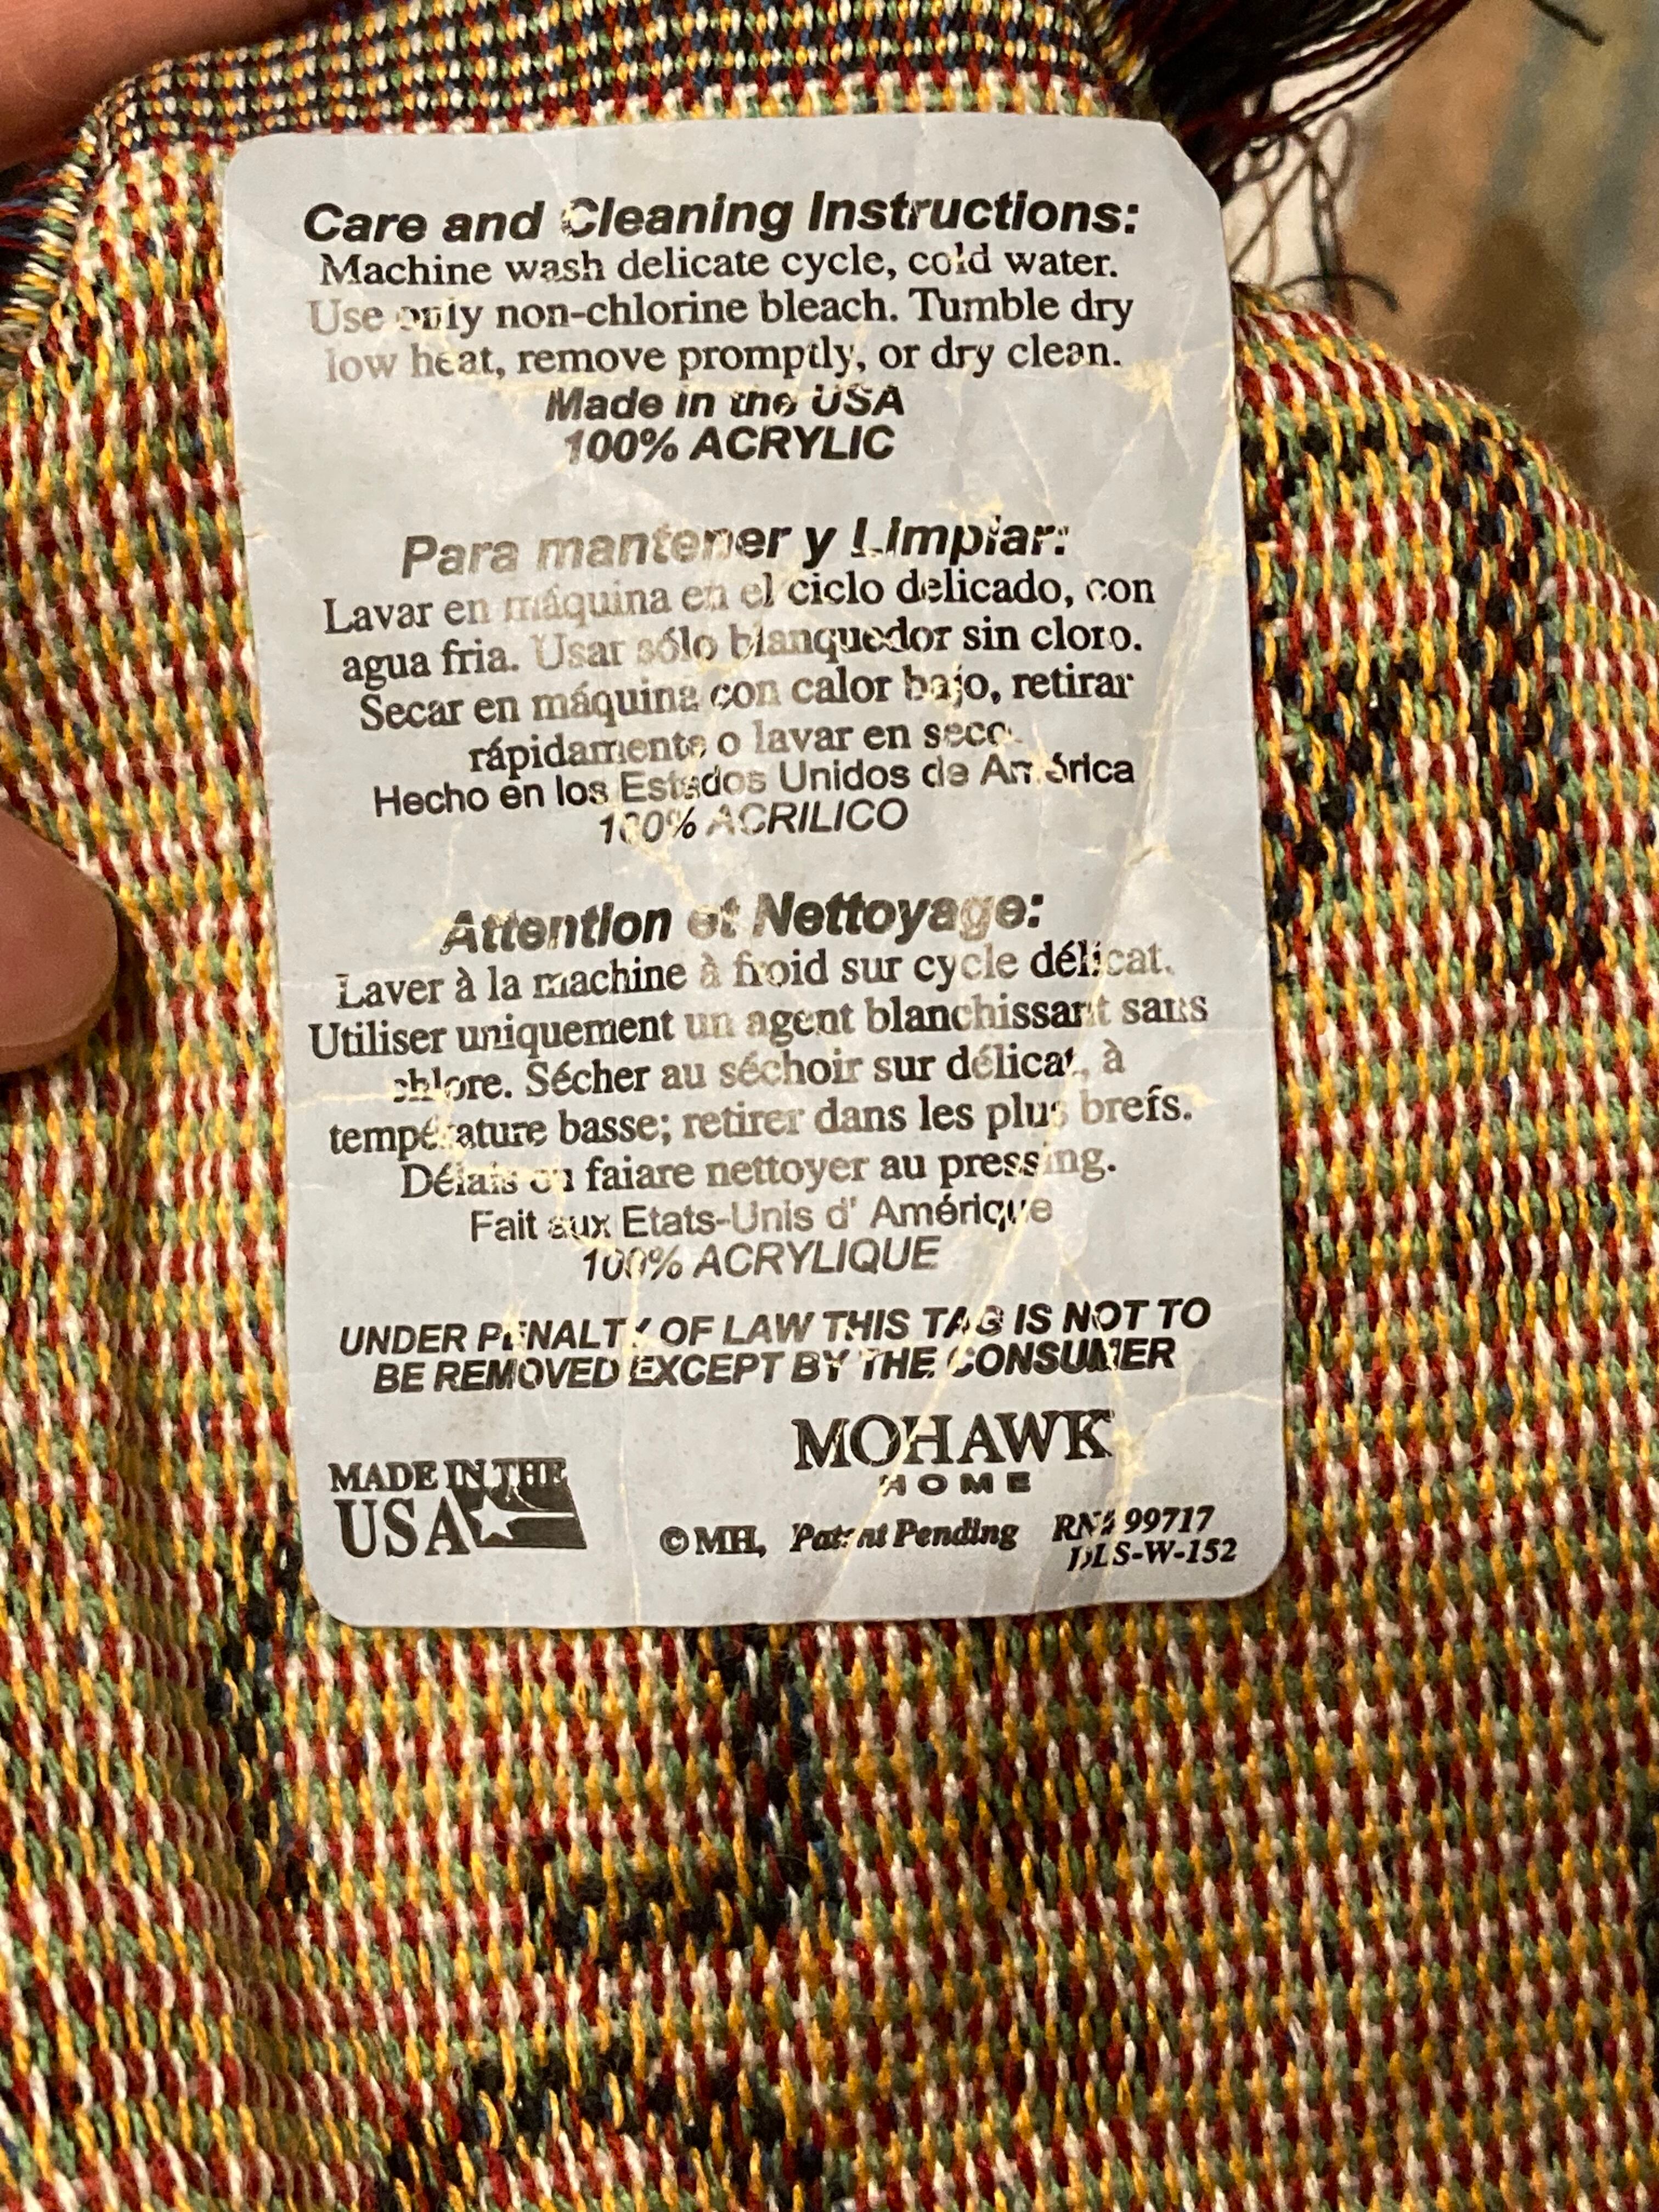 Care and Cleaning Instructions:
Machine wash delicate cycle, cold water.
Use only non-chlorine bleach. Tumble dry
low heat, remove promptly, or dry clean.
Made in the USA
100% ACRYLIC
Para mantener y Limpiar:
Lavar en máquina en el ciclo delicado, con
agua fria. Usar sólo blanquedor sin cloro.
Secar en máquina con calor bajo, retirar
rápidamente o lavar en seco.
Hecho en los Estados Unidos de América
100% ACRILICO
Attention et Nettoyage:
Laver à la machine à froid sur cycle délicat.
Utiliser uniquement un agent blanchissant sans
chlore. Sécher au séchoir sur délicat, à
température basse; retirer dans les plus brefs.
Délais ou faiare nettoyer au pressing.
Fait aux Etats-Unis d' Amérique
100% ACRYLIQUE
UNDER PENALTY OF LAW THIS TAG IS NOT TO
BE REMOVED EXCEPT BY THE CONSUMER
MADE IN THE
USA
MOHAWK
HOME
©MH, Patent Pending RN# 99717
DLS-W-152